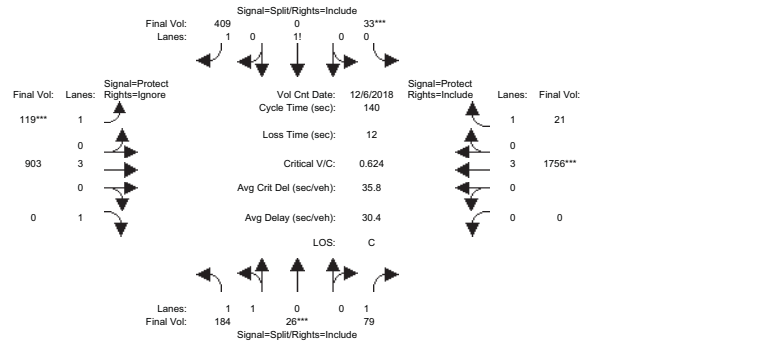 Signal=Split/Rights=Include
Final Vol: 409 0 33***
Lanes: 1 0 1! 0 0
Signal=Protect Signal=Protect
Final Vol: Lanes: Rights=Ignore Vol Cnt Date: 12/6/2018 Rights=Include Lanes: Final Vol:
Cycle Time (sec): 140
119*** 1 1 21
Loss Time (sec): 12
0 0
903 3 Critical V/C: 0.624 3 1756***
0 Avg Crit Del (sec/veh): 35.8 0
0 1 Avg Delay (sec/veh): 30.4 0 0
LOS: C
Lanes: 1 1 0 0 1
Final Vol: 184 26*** 79
Signal=Split/Rights=Include